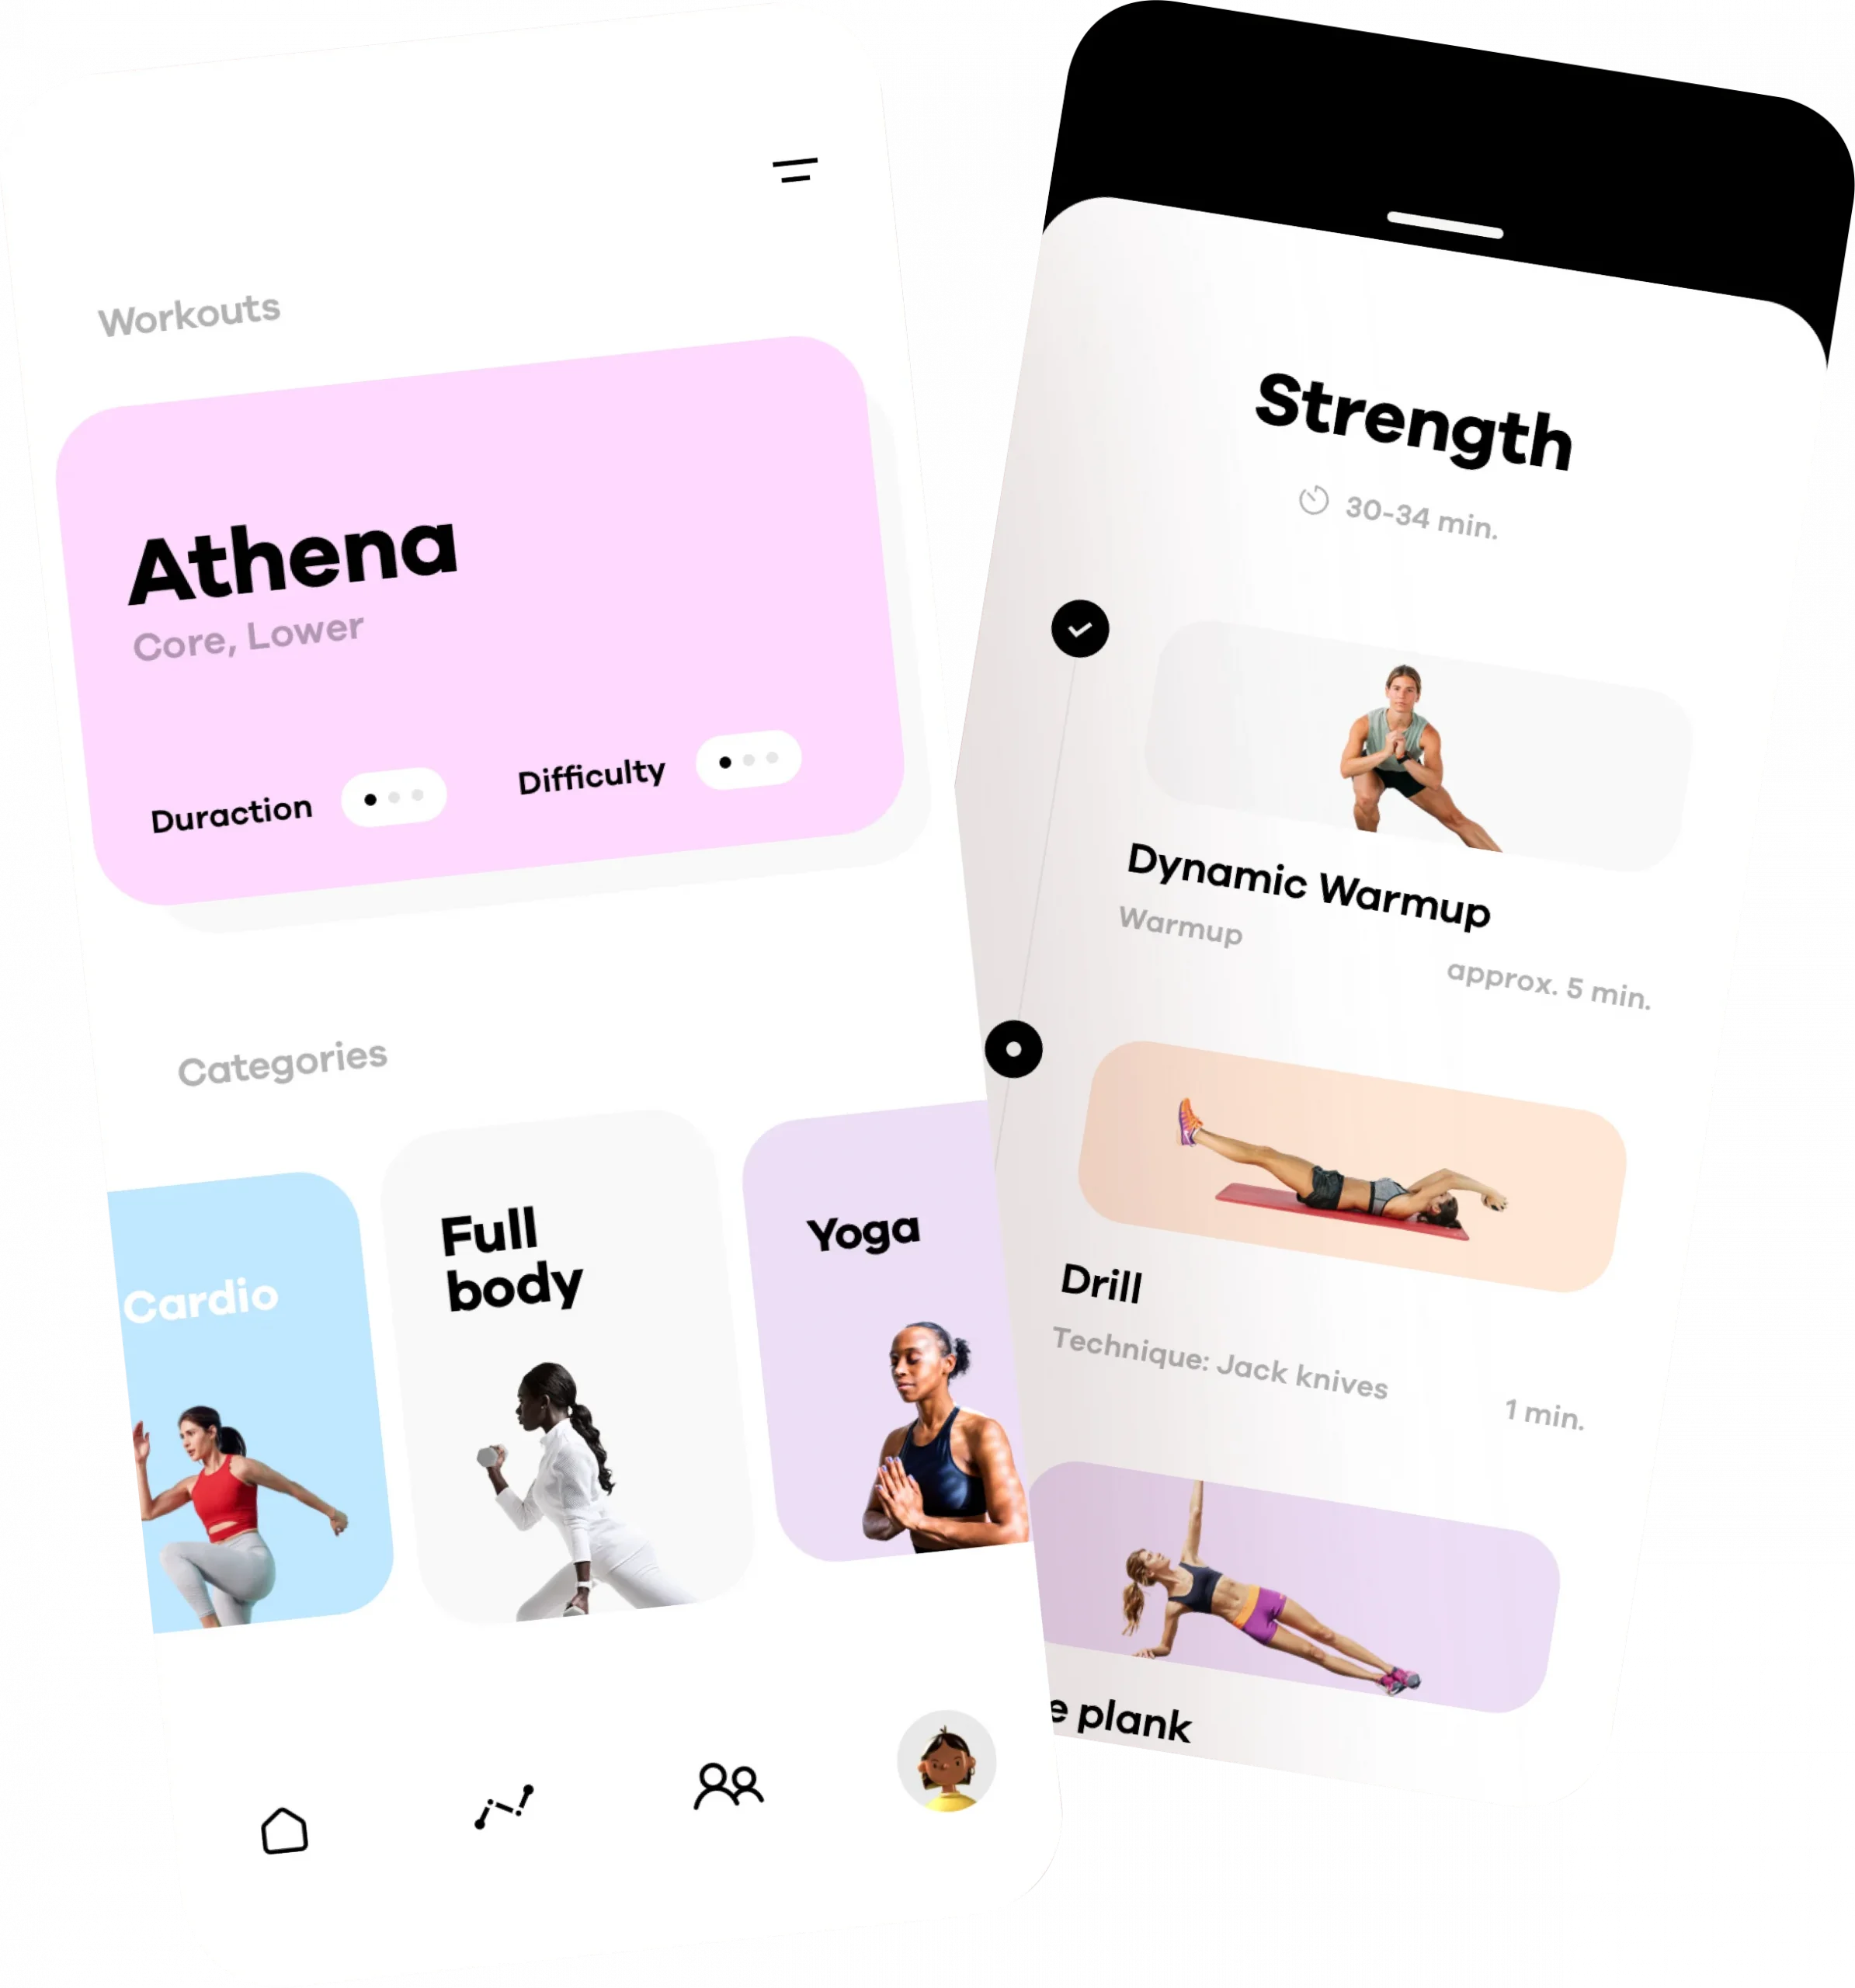 Workouts
Athena
Core, Lower
Duraction
Difficulty
Categories
Cardio
Full
body
Yoga
Strength
30-34 min.
Dynamic Warmup
Warmup
approx. 5 min.
Drill
Technique: Jack knives
1 min.
e plank